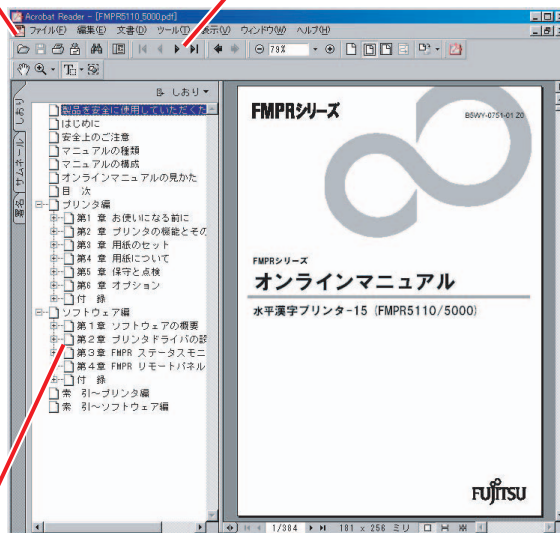 Acrobat Reader - [FMPR5110_5000.pdf]
ファイル(F) 編集(E) 文書(D) ツール(T) 表示(V) ウィンドウ(W) ヘルプ(H)
79%
しおり
しおり
サムネール
署名
製品を安全に使用していただくた
はじめに
安全上のご注意
マニュアルの種類
マニュアルの構成
オンラインマニュアルの見かた
目 次
プリンタ編
第1 章 お使いになる前に
第2 章 プリンタの機能とその
第3 章 用紙のセット
第4 章 用紙について
第5 章 保守と点検
第6 章 オプション
付 録
ソフトウェア編
第１章 ソフトウェアの概要
第２章 プリンタドライバの設
第３章 FMPR ステータスモニ
第４章 FMPR リモートパネル
付 録
索 引～プリンタ編
索 引～ソフトウェア編
FMPRシリーズ
B5WY-0751-01 Z0
FMPRシリーズ
オンラインマニュアル
水平漢字プリンタ-15 (FMPR5110/5000)
FUJITSU
1/384
181 x 256 ミリ